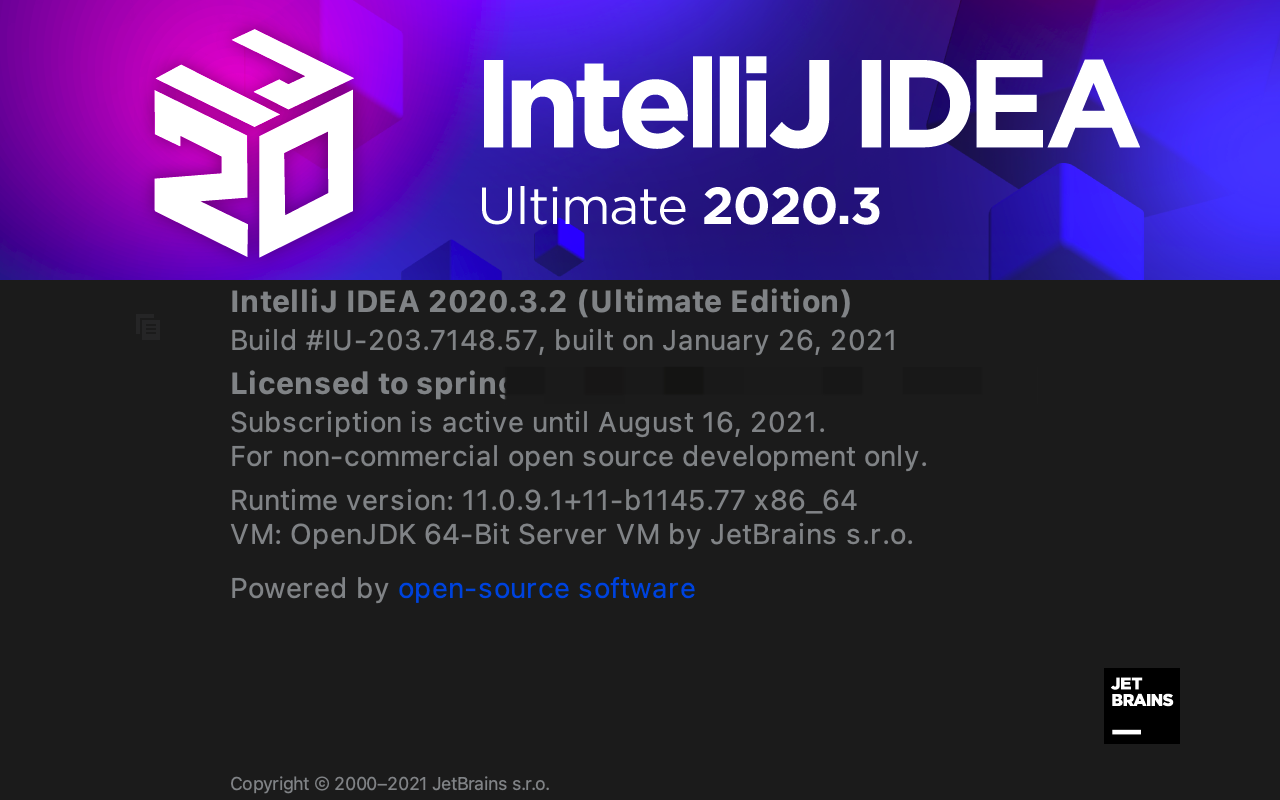 IJ
20
IntelliJ IDEA
Ultimate 2020.3
IntelliJ IDEA 2020.3.2 (Ultimate Edition)
Build #IU-203.7148.57, built on January 26, 2021
Licensed to spring
Subscription is active until August 16, 2021.
For non-commercial open source development only.
Runtime version: 11.0.9.1+11-b1145.77 x86_64
VM: OpenJDK 64-Bit Server VM by JetBrains s.r.o.
Powered by open-source software
JET
BRAINS
Copyright © 2000–2021 JetBrains s.r.o.